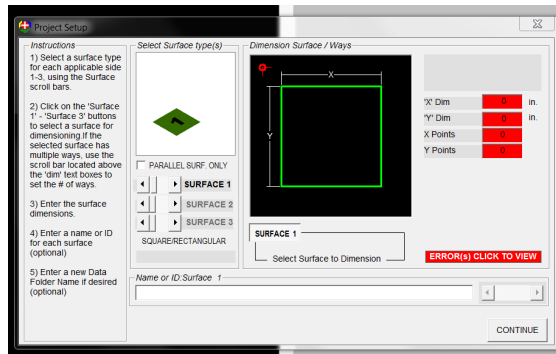 Project Setup
Instructions
1) Select a surface type
for each applicable side
1-3, using the Surface
scroll bars.
2) Click on the 'Surface
1' - 'Surface 3' buttons
to select a surface for
dimensioning.If the
selected surface has
multiple ways, use the
scroll bar located above
the 'dim' text boxes to
set the # of ways.
3) Enter the surface
dimensions.
4) Enter a name or ID
for each surface
(optional)
5) Enter a new Data
Folder Name if desired
(optional)
Select Surface type(s)
1
PARALLEL SURF. ONLY
SURFACE 1
SURFACE 2
SURFACE 3
SQUARE/RECTANGULAR
Dimension Surface / Ways
X
Y
SURFACE 1
Select Surface to Dimension
'X' Dim 0 in.
'Y' Dim 0 in.
X Points 0
Y Points 0
ERROR(s) CLICK TO VIEW
Name or ID:Surface 1
CONTINUE